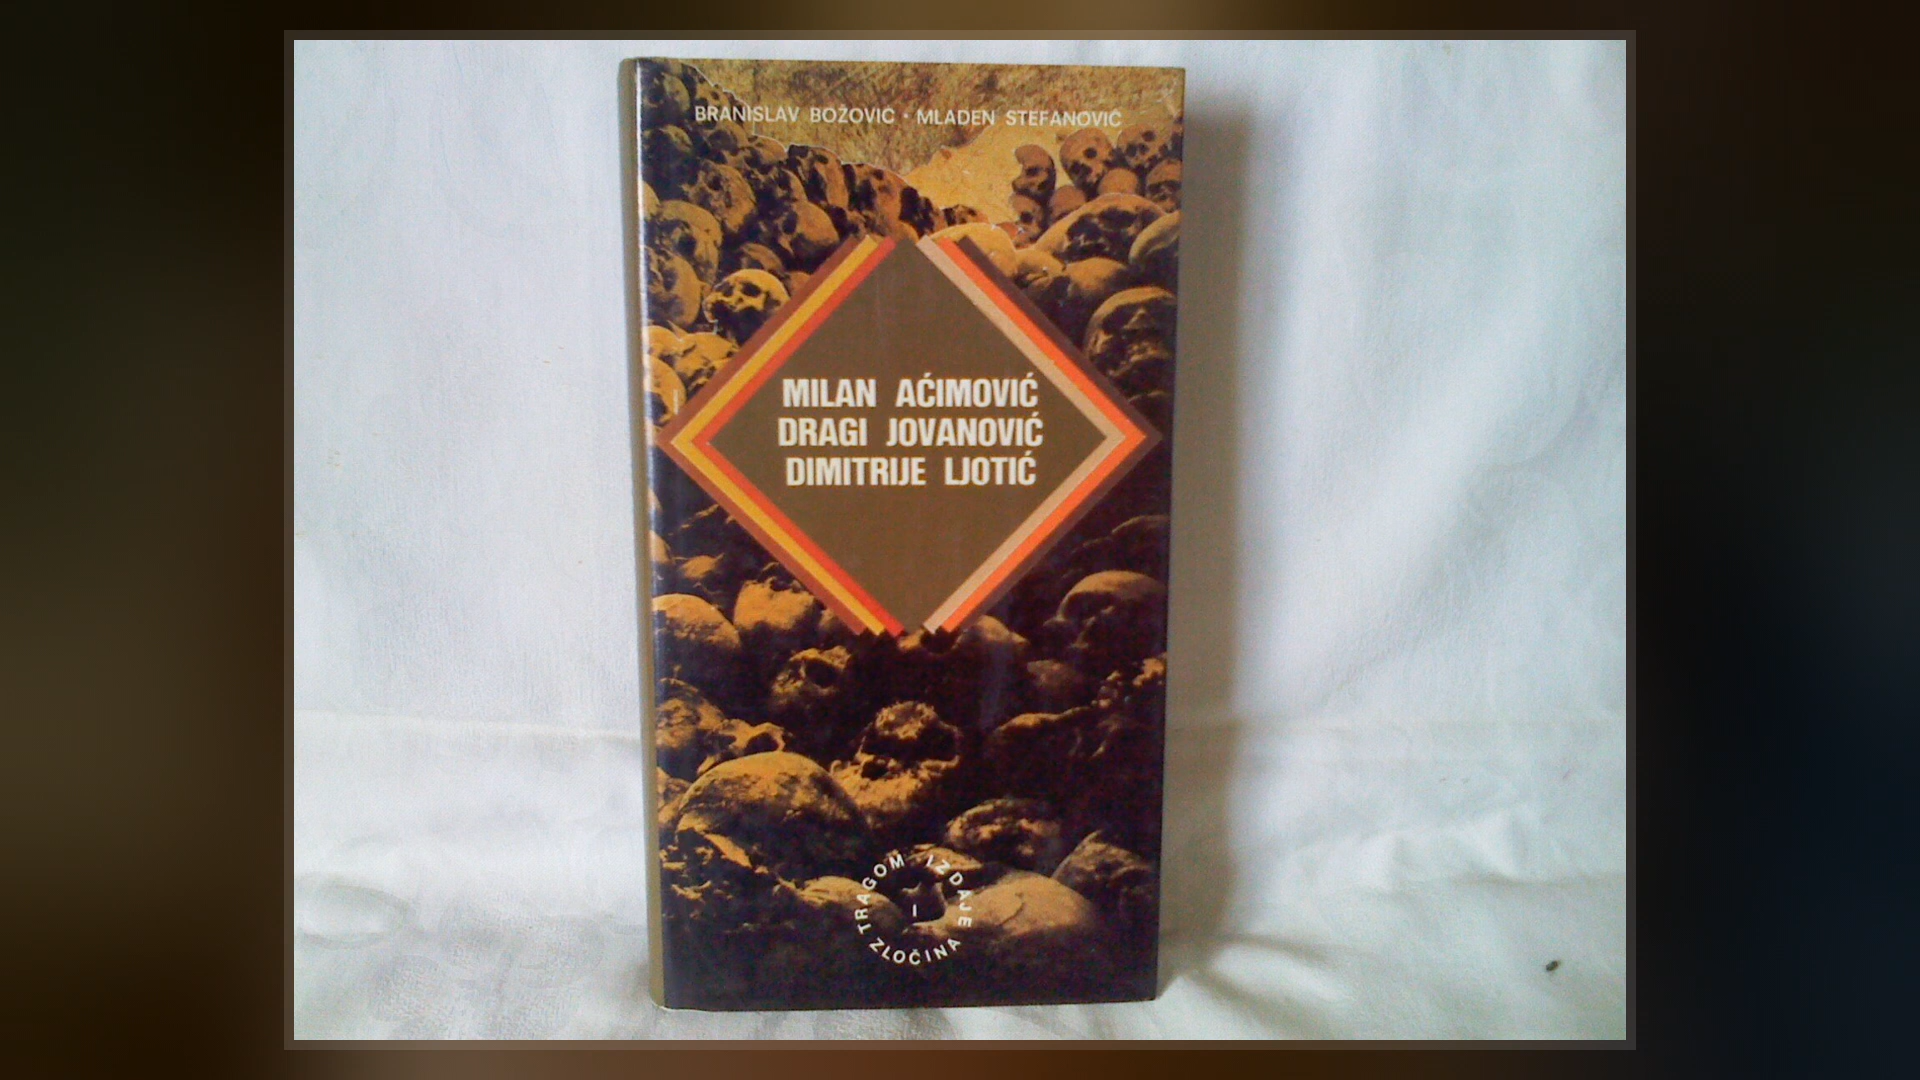 BRANISLAV BOŽOVIĆ • MLADEN STEFANOVIĆ
MILAN AĆIMOVIĆ
DRAGI JOVANOVIĆ
DIMITRIJE LJOTIĆ
TRAGOM IZDAJE
I
ZLOČINA